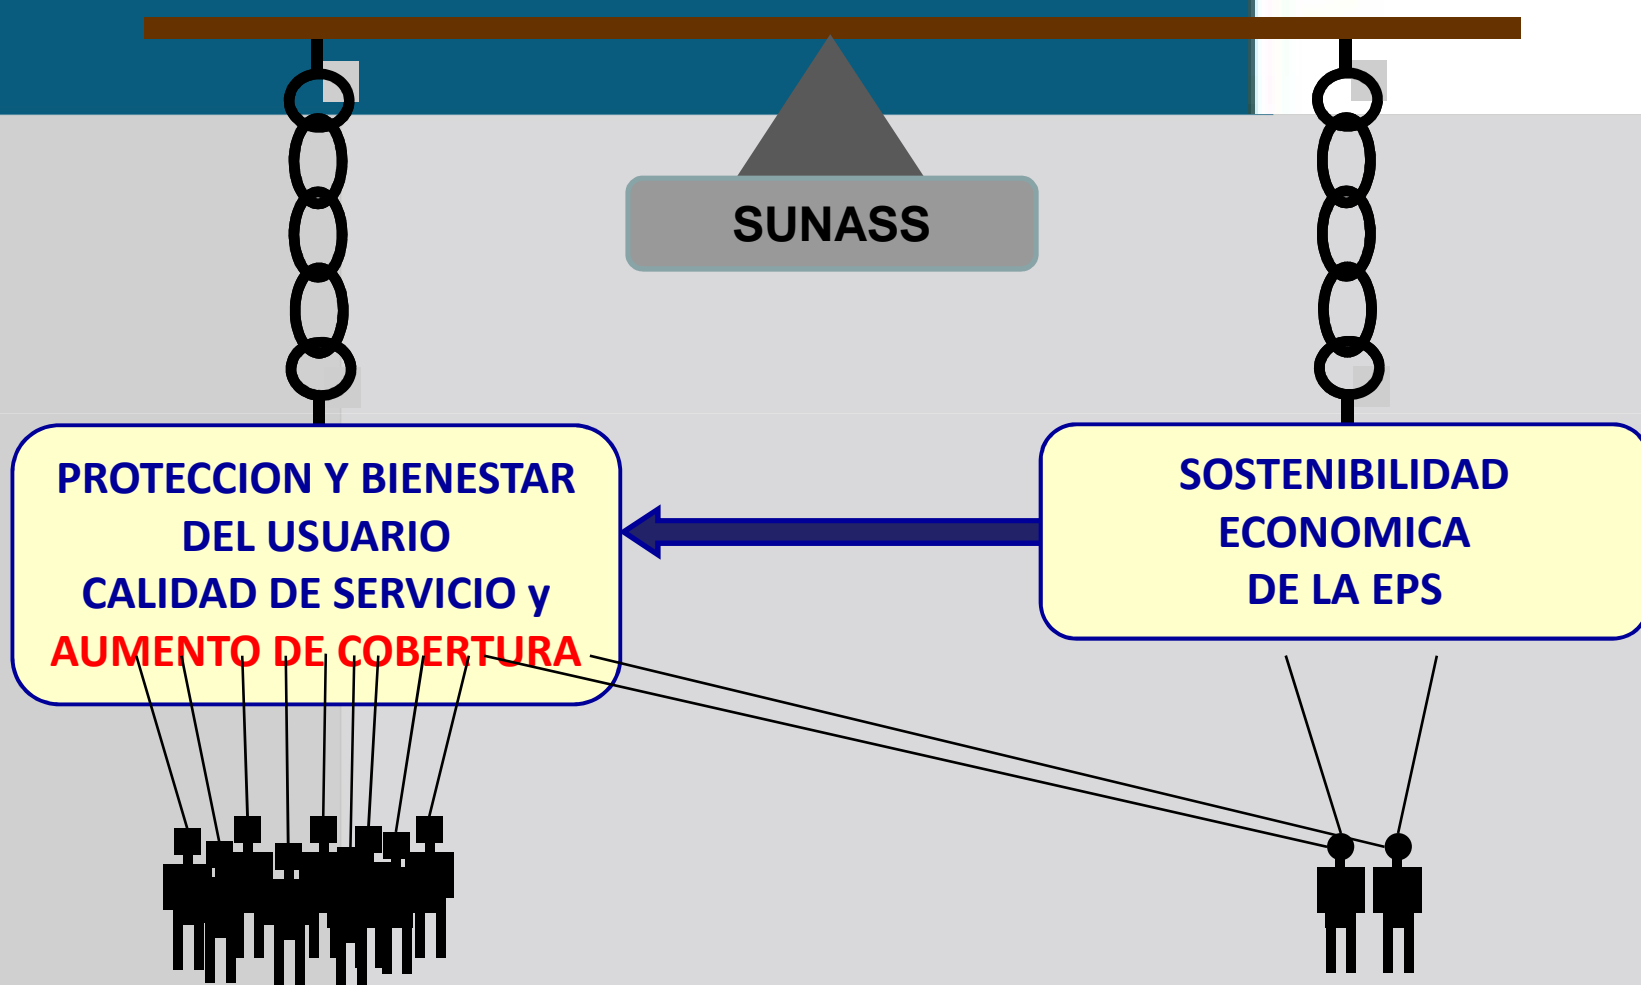 SUNASS
PROTECCION Y BIENESTAR
DEL USUARIO
CALIDAD DE SERVICIO y
AUMENTO DE COBERTURA
SOSTENIBILIDAD
ECONOMICA
DE LA EPS